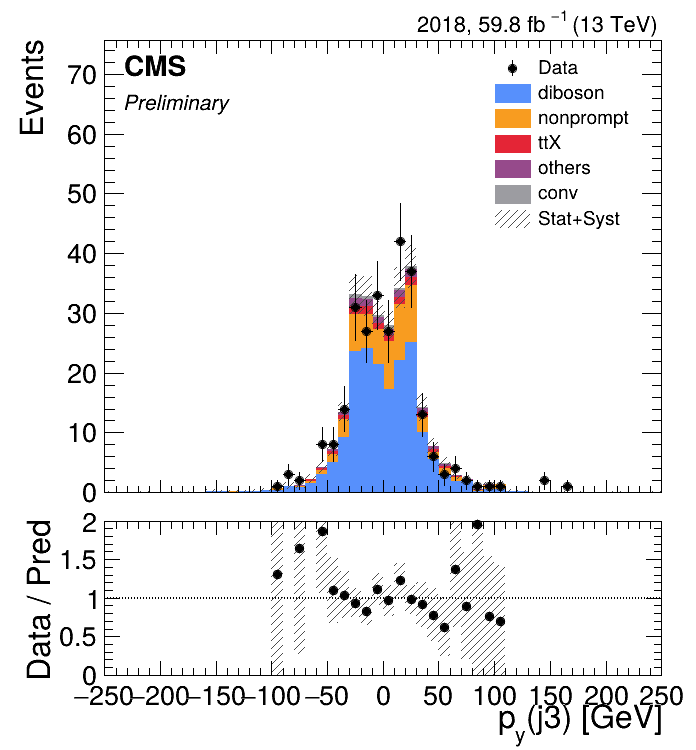 2018, 59.8 fb⁻¹ (13 TeV)
CMS
Preliminary
Events
70
60
50
40
30
20
10
0
Data
diboson
nonprompt
ttX
others
conv
Stat+Syst
Data / Pred
2
1.5
1
0.5
0
−250 −200 −150 −100 −50 0 50 100 150 200 250
p_y(j3) [GeV]